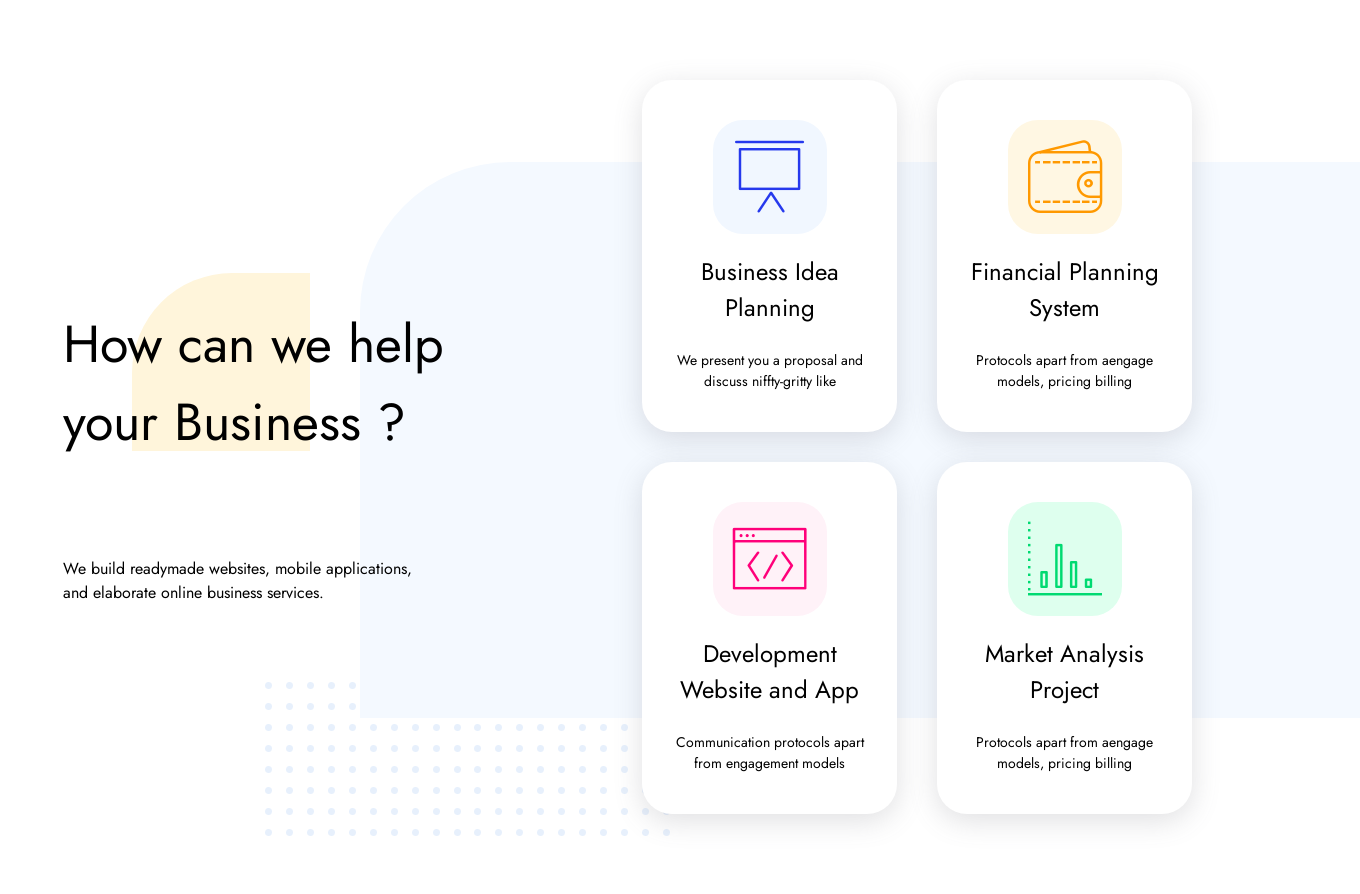 How can we help
your Business ?
We build readymade websites, mobile applications,
and elaborate online business services.
Business Idea
Planning
We present you a proposal and
discuss niffty-gritty like
Financial Planning
System
Protocols apart from aengage
models, pricing billing
Development
Website and App
Communication protocols apart
from engagement models
Market Analysis
Project
Protocols apart from aengage
models, pricing billing